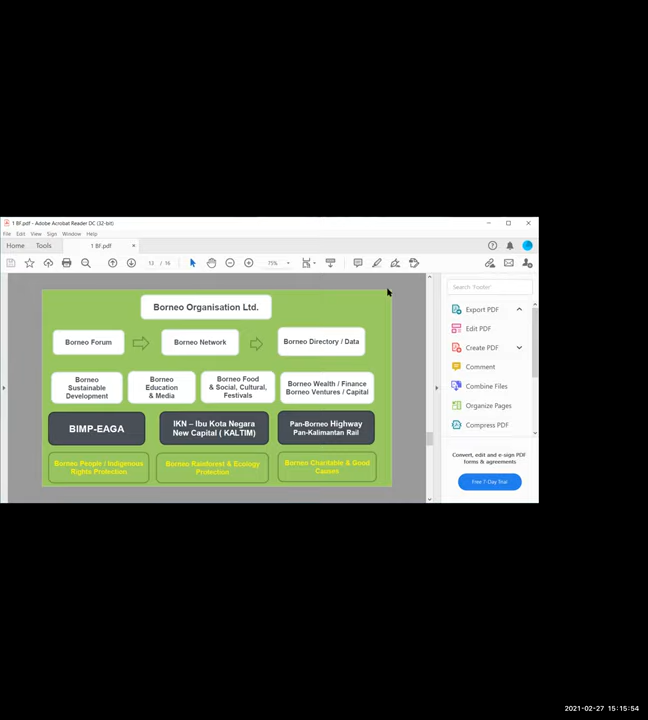 1 BF.pdf - Adobe Acrobat Reader DC (32-bit)
File Edit View Sign Window Help
Home Tools 1 BF.pdf ×
12 / 16 75%
Borneo Organisation Ltd.
Borneo Forum
Borneo Network
Borneo Directory / Data
Borneo
Sustainable
Development
Borneo
Education
& Media
Borneo Food
& Social, Cultural,
Festivals
Borneo Wealth / Finance
Borneo Ventures / Capital
BIMP-EAGA
IKN – Ibu Kota Negara
New Capital ( KALTIM)
Pan-Borneo Highway
Pan-Kalimantan Rail
Borneo People / Indigenous
Rights Protection
Borneo Rainforest & Ecology
Protection
Borneo Charitable & Good
Causes
Search 'Footer'
Export PDF
Edit PDF
Create PDF
Comment
Combine Files
Organize Pages
Compress PDF
Convert, edit and e-sign PDF
forms & agreements
Free 7-Day Trial
2021-02-27 15:15:54